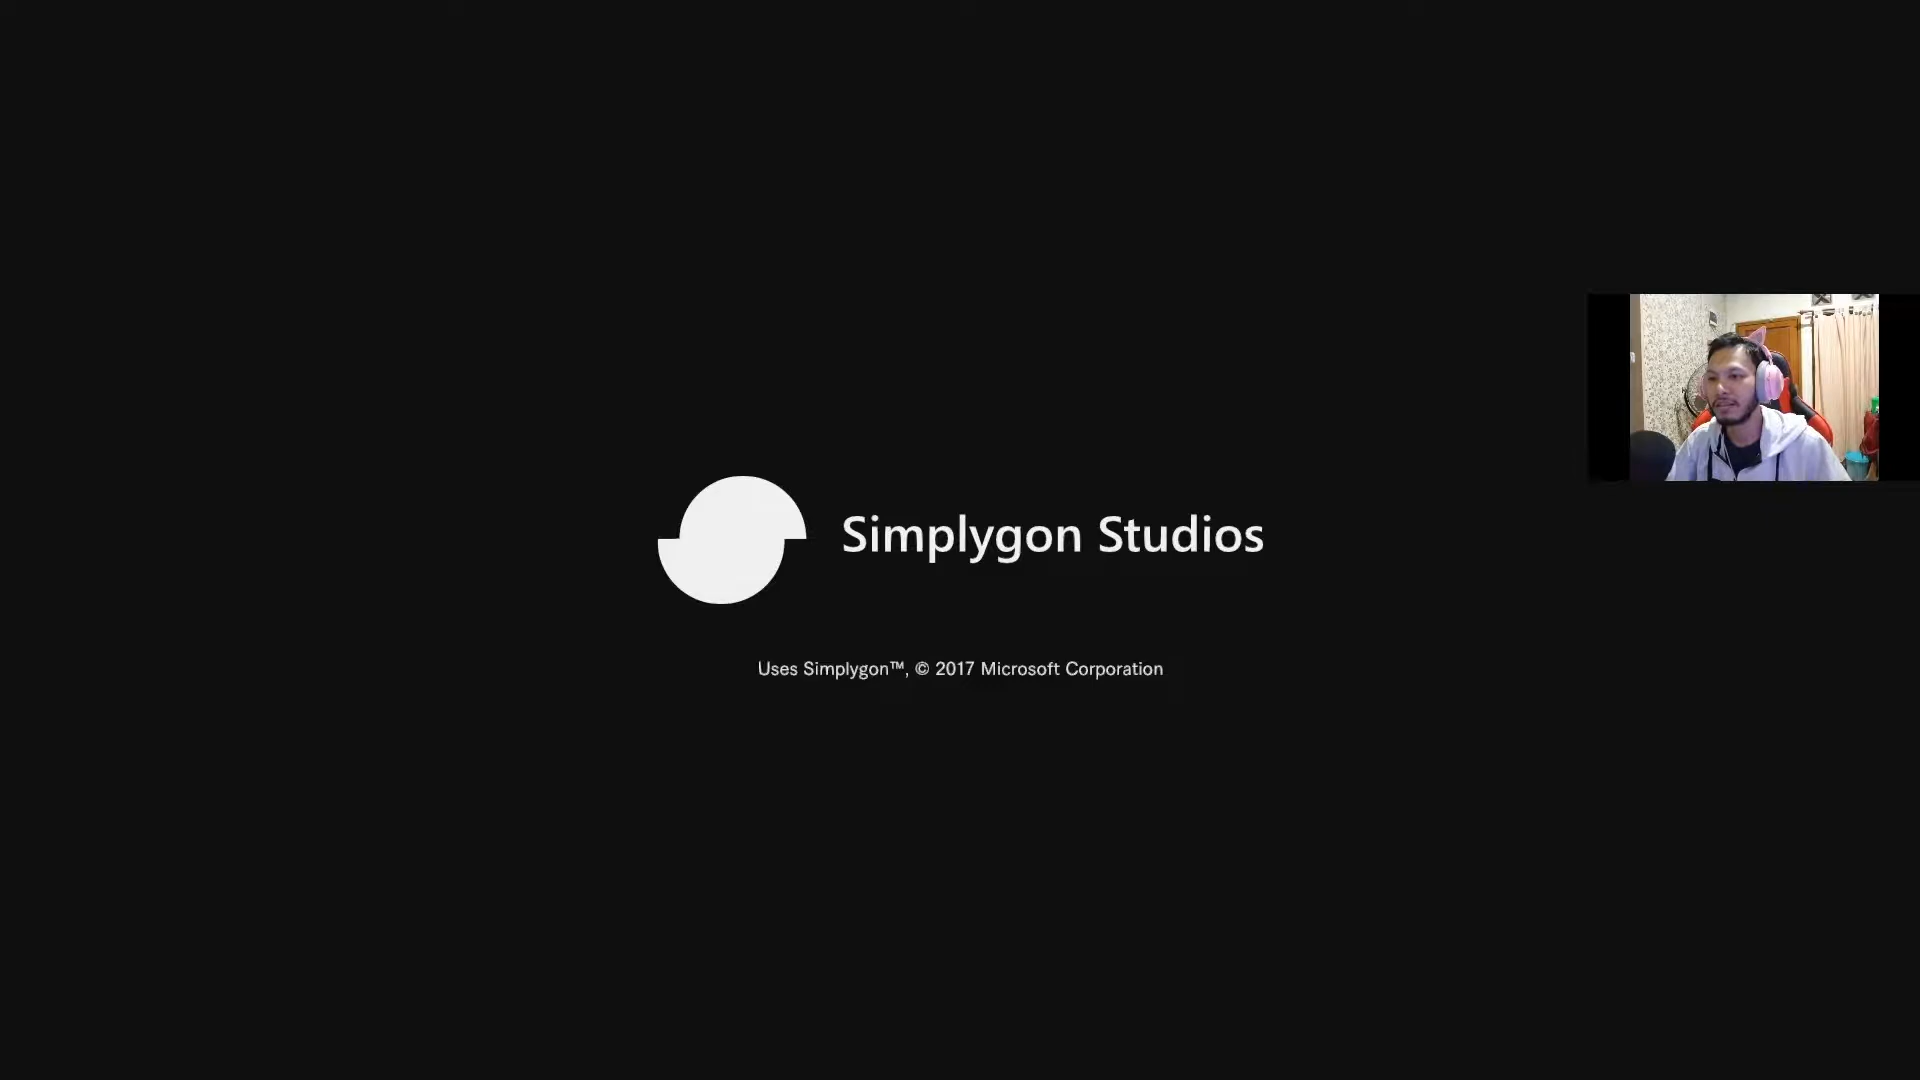 Simplygon Studios
Uses Simplygon™, © 2017 Microsoft Corporation